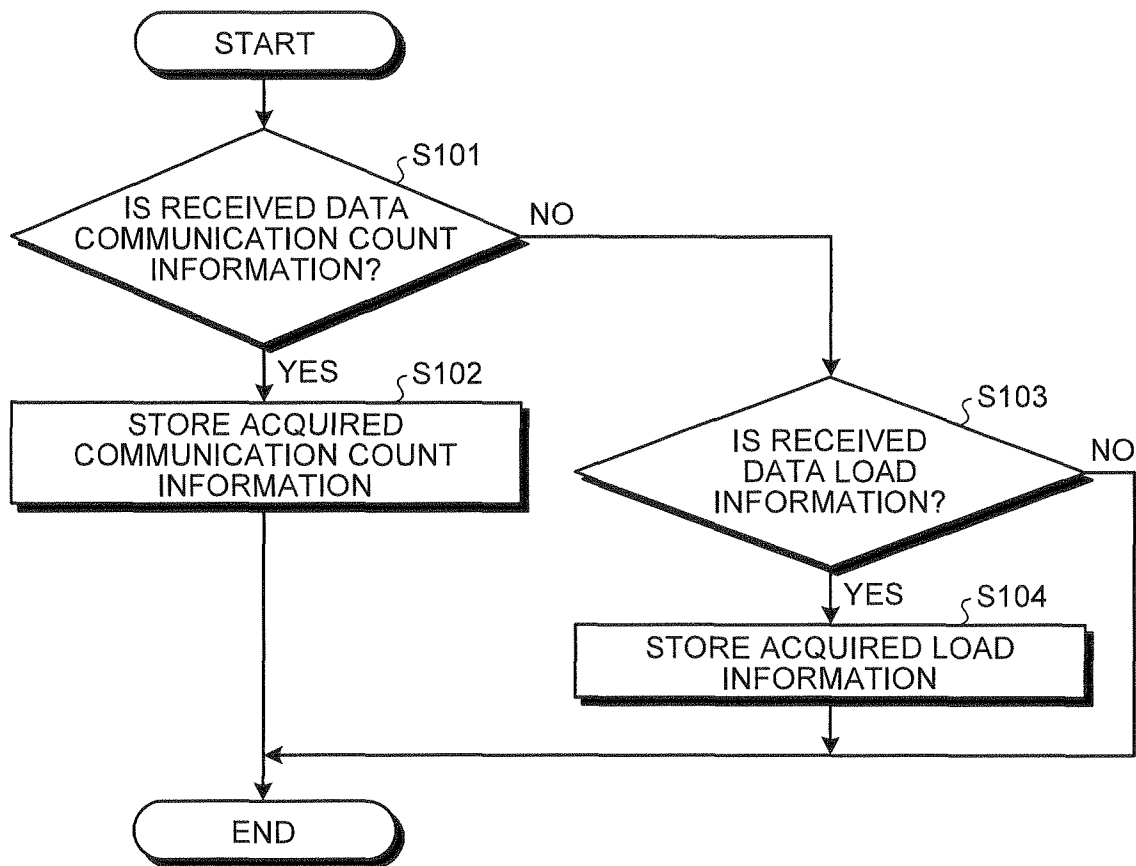 START
S101
IS RECEIVED DATA
COMMUNICATION COUNT
INFORMATION?
NO
YES
S102
STORE ACQUIRED
COMMUNICATION COUNT
INFORMATION
S103
IS RECEIVED
DATA LOAD
INFORMATION?
NO
YES
S104
STORE ACQUIRED LOAD
INFORMATION
END